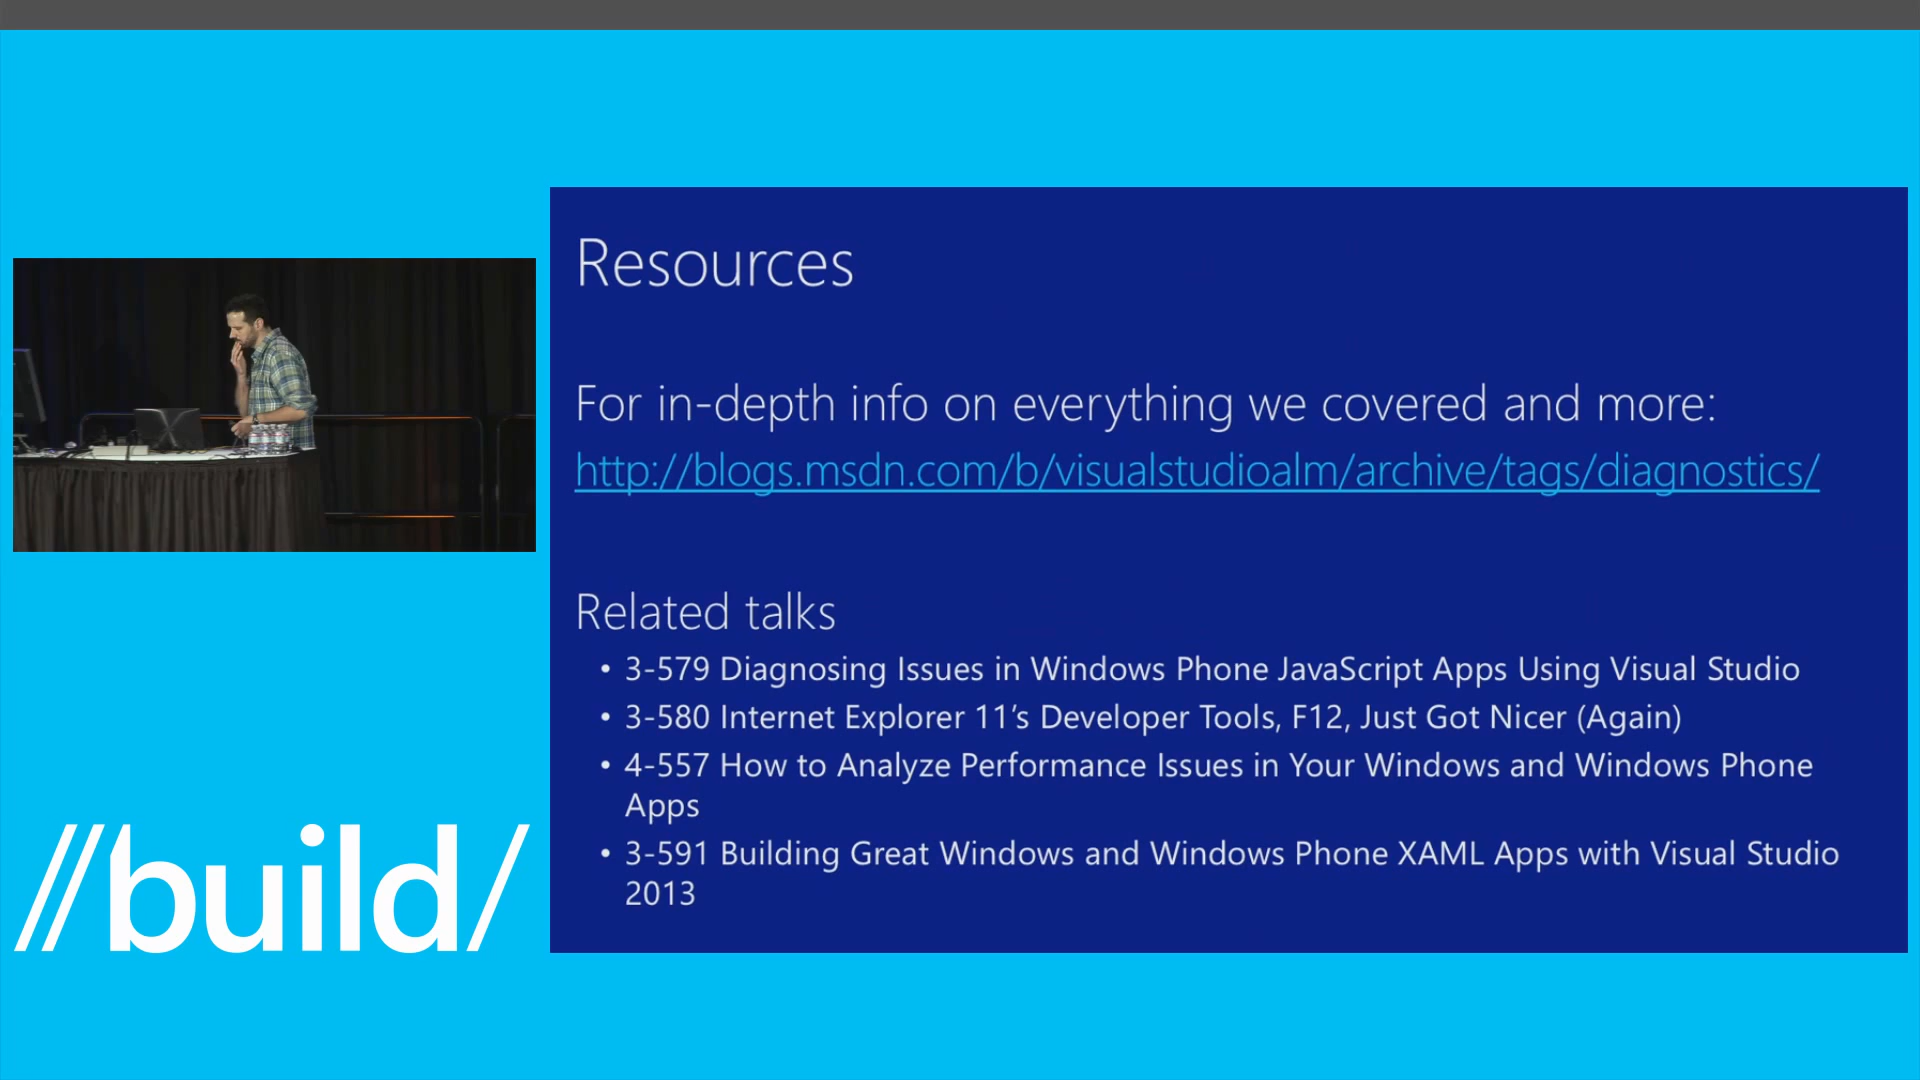 Resources
For in-depth info on everything we covered and more:
http://blogs.msdn.com/b/visualstudioalm/archive/tags/diagnostics/
Related talks
• 3-579 Diagnosing Issues in Windows Phone JavaScript Apps Using Visual Studio
• 3-580 Internet Explorer 11’s Developer Tools, F12, Just Got Nicer (Again)
• 4-557 How to Analyze Performance Issues in Your Windows and Windows Phone
Apps
• 3-591 Building Great Windows and Windows Phone XAML Apps with Visual Studio
2013
//build/